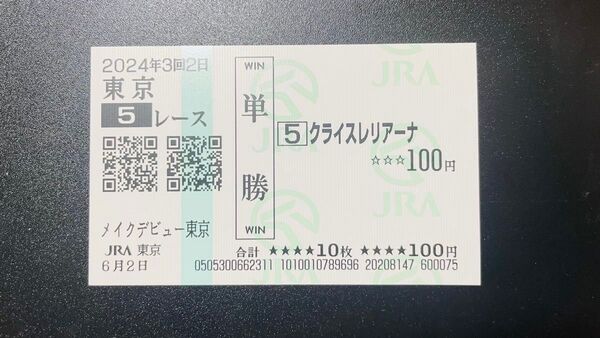 2024年3回2日
東京
5レース
メイクデビュー東京
JRA 東京
6月2日
WIN
単勝
WIN
JRA
5 クライスレリアーナ
☆☆☆100円
JRA
合計 ★★★★10枚 ★★★★100円
0505300662311 1010010789696 20208147 600075